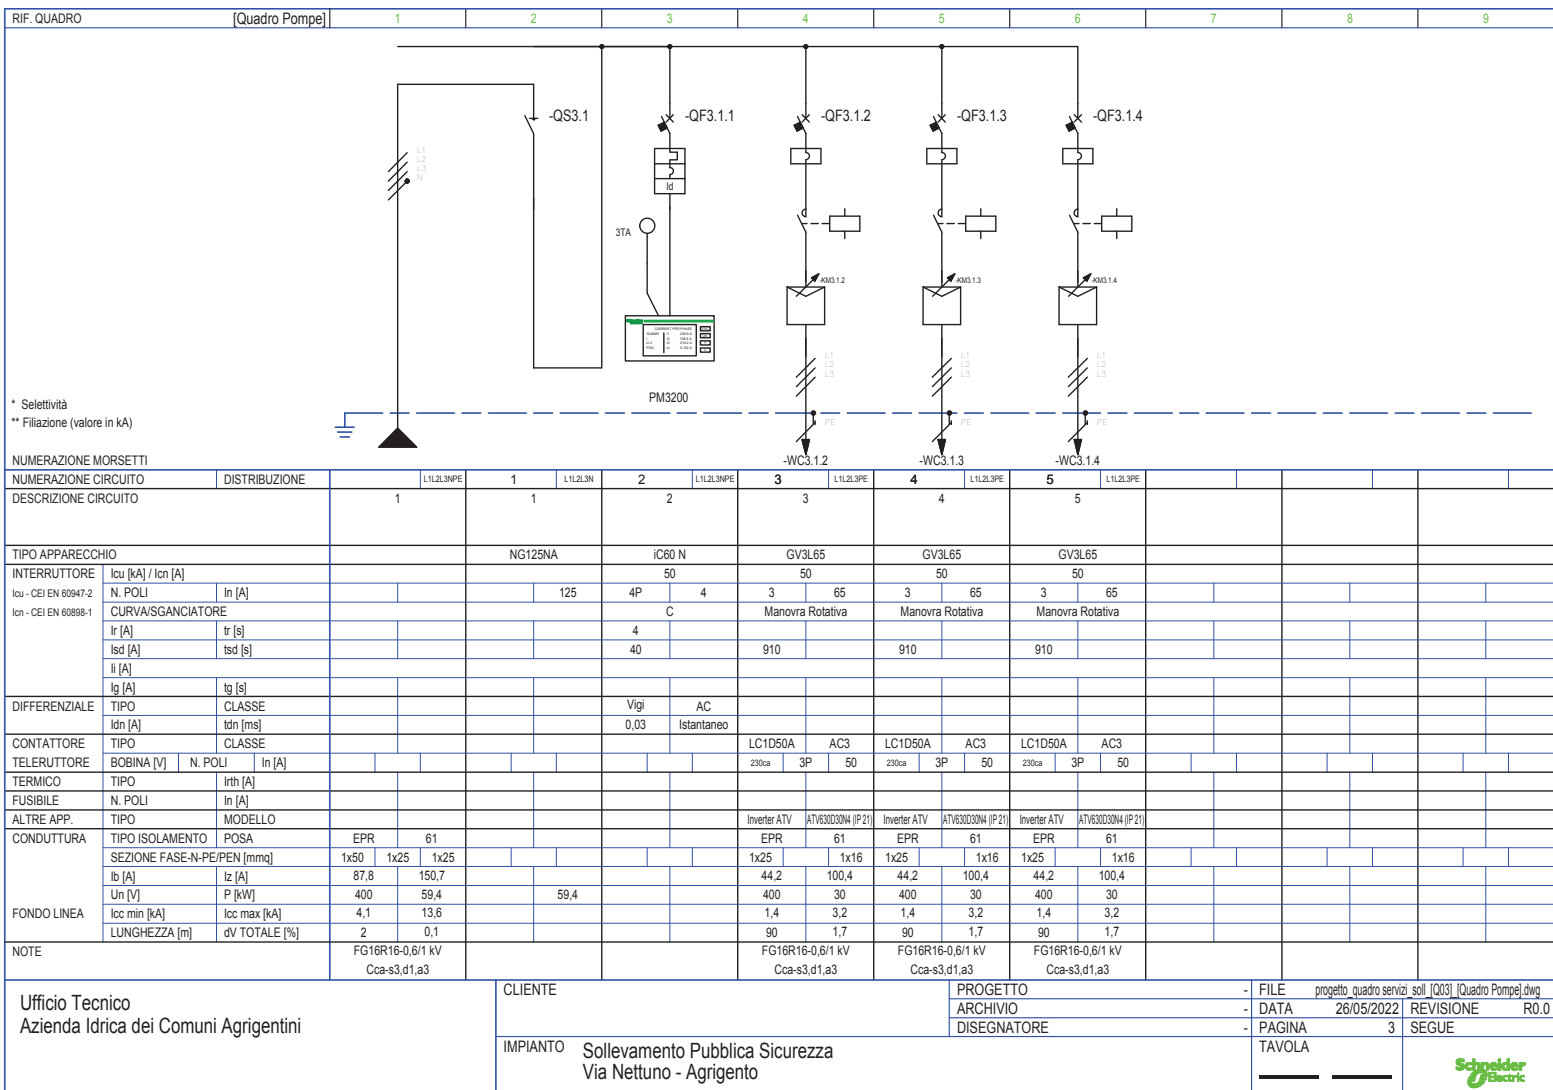 RIF. QUADRO [Quadro Pompe] 1 2 3 4 5 6 7 8 9
-QS3.1 -QF3.1.1 -QF3.1.2 -QF3.1.3 -QF3.1.4
L1
L2
L3
N
Id
3TA
-KM3.1.2 -KM3.1.3 -KM3.1.4
CURRENT PER PHASE
L1 L1 L1
L2 L2 L2
L3 L3 L3
PM3200
* Selettività
** Filiazione (valore in kA)
PE PE PE
NUMERAZIONE MORSETTI -WC3.1.2 -WC3.1.3 -WC3.1.4
NUMERAZIONE CIRCUITO DISTRIBUZIONE L1L2L3NPE 1 L1L2L3N 2 L1L2L3NPE 3 L1L2L3PE 4 L1L2L3PE 5 L1L2L3PE
DESCRIZIONE CIRCUITO 1 1 2 3 4 5
TIPO APPARECCHIO NG125NA iC60 N GV3L65 GV3L65 GV3L65
INTERRUTTORE Icu [kA] / Icn [A] 50 50 50 50
Icu - CEI EN 60947-2 N. POLI In [A] 125 4P 4 3 65 3 65 3 65
Icn - CEI EN 60898-1 CURVA/SGANCIATORE C Manovra Rotativa Manovra Rotativa Manovra Rotativa
Ir [A] tr [s] 4
Isd [A] tsd [s] 40 910 910 910
Ii [A]
Ig [A] tg [s]
DIFFERENZIALE TIPO CLASSE Vigi AC
Idn [A] tdn [ms] 0,03 Istantaneo
CONTATTORE TIPO CLASSE LC1D50A AC3 LC1D50A AC3 LC1D50A AC3
TELERUTTORE BOBINA [V] N. POLI In [A] 230ca 3P 50 230ca 3P 50 230ca 3P 50
TERMICO TIPO Irth [A]
FUSIBILE N. POLI In [A]
ALTRE APP. TIPO MODELLO Inverter ATV ATV630D30N4 (IP 21) Inverter ATV ATV630D30N4 (IP 21) Inverter ATV ATV630D30N4 (IP 21)
CONDUTTURA TIPO ISOLAMENTO POSA EPR 61 EPR 61 EPR 61 EPR 61
SEZIONE FASE-N-PE/PEN [mmq] 1x50 1x25 1x25 1x25 1x16 1x25 1x16 1x25 1x16
Ib [A] Iz [A] 87,8 150,7 44,2 100,4 44,2 100,4 44,2 100,4
Un [V] P [kW] 400 59,4 59,4 400 30 400 30 400 30
FONDO LINEA Icc min [kA] Icc max [kA] 4,1 13,6 1,4 3,2 1,4 3,2 1,4 3,2
LUNGHEZZA [m] dV TOTALE [%] 2 0,1 90 1,7 90 1,7 90 1,7
NOTE FG16R16-0,6/1 kV FG16R16-0,6/1 kV FG16R16-0,6/1 kV FG16R16-0,6/1 kV
Cca-s3,d1,a3 Cca-s3,d1,a3 Cca-s3,d1,a3 Cca-s3,d1,a3
Ufficio Tecnico
Azienda Idrica dei Comuni Agrigentini
CLIENTE
IMPIANTO Sollevamento Pubblica Sicurezza
Via Nettuno - Agrigento
PROGETTO - FILE progetto_quadro servizi_soll_[Q03]_[Quadro Pompe].dwg
ARCHIVIO - DATA 26/05/2022 REVISIONE R0.0
DISEGNATORE - PAGINA 3 SEGUE
TAVOLA
Schneider Electric